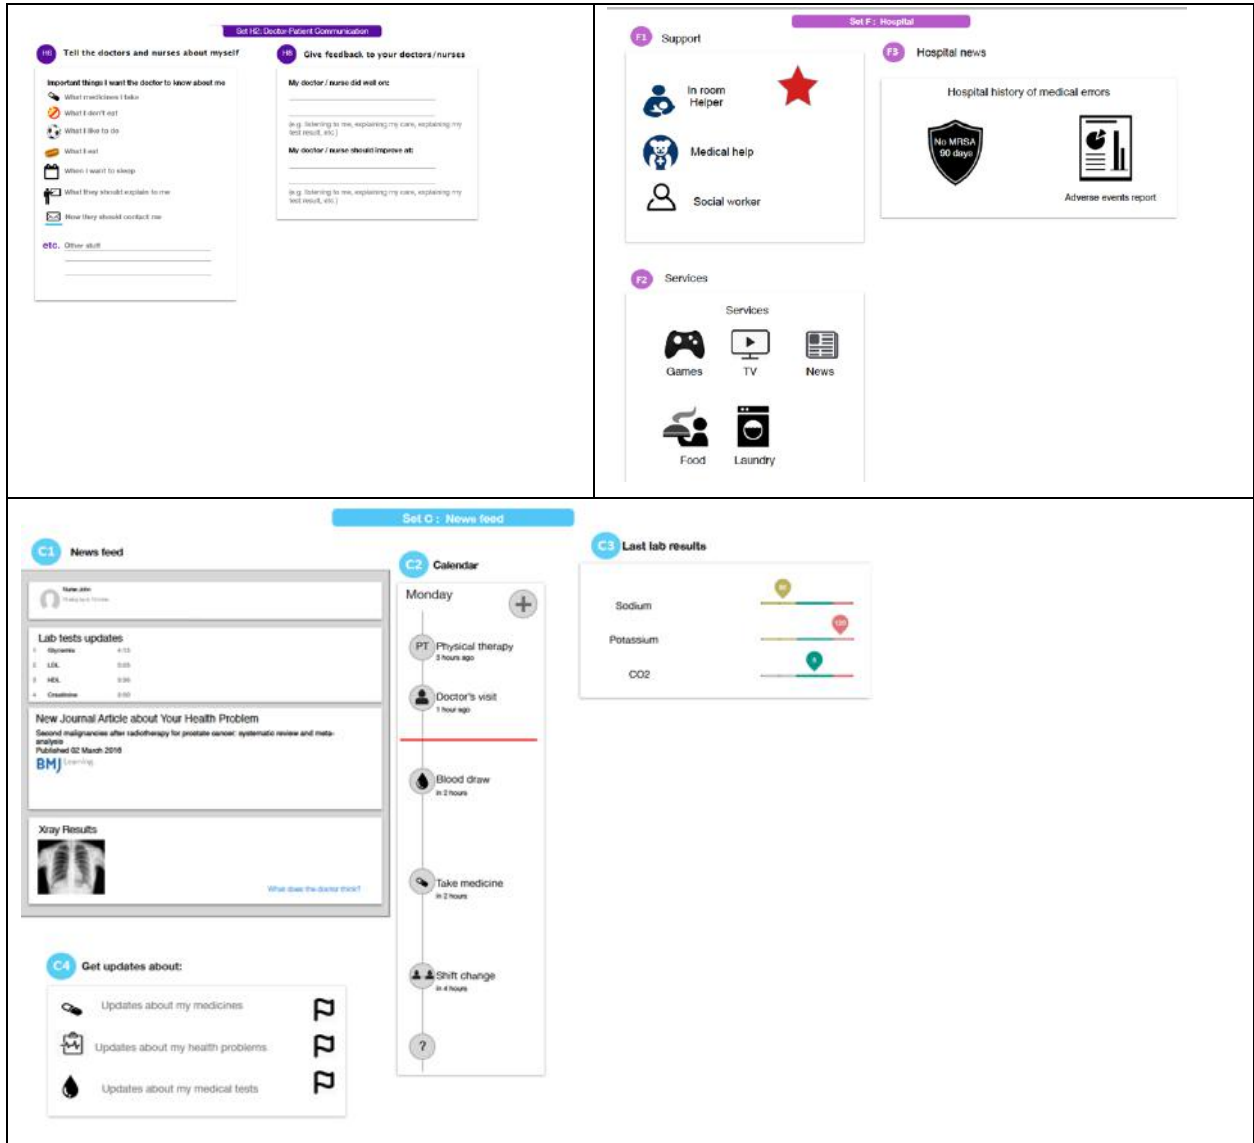 Set H2: Doctor-Patient Communication
Tell the doctors and nurses about myself
Important things I want the doctor to know about me
What medicines I take
What I don't eat
What I like to do
What I eat
When I want to sleep
What they should explain to me
How they should contact me
etc. Other stuff
Give feedback to your doctors/nurses
My doctor / nurse did well on:
(e.g. listening to me, explaining my care, explaining my
test result, etc.)
My doctor / nurse should improve at:
(e.g. listening to me, explaining my care, explaining my
test result, etc.)
Set F : Hospital
F1 Support
In room
Helper
Medical help
Social worker
F3 Hospital news
Hospital history of medical errors
No MRSA
90 days
Adverse events report
F2 Services
Services
Games
TV
News
Food
Laundry
Set C : News feed
C1 News feed
Nurse John
Lab tests updates
1 Glycemia
2 LDL
3 HDL
4 Creatinine
New Journal Article about Your Health Problem
Second malignancies after radiotherapy for prostate cancer: systematic review and meta-
analysis
Published 02 March 2016
BMJ Learning
Xray Results
What does the doctor think?
C2 Calendar
Monday
PT Physical therapy
3 hours ago
Doctor's visit
1 hour ago
Blood draw
in 2 hours
Take medicine
in 2 hours
Shift change
in 4 hours
?
C3 Last lab results
Sodium
Potassium
CO2
C4 Get updates about:
Updates about my medicines
Updates about my health problems
Updates about my medical tests